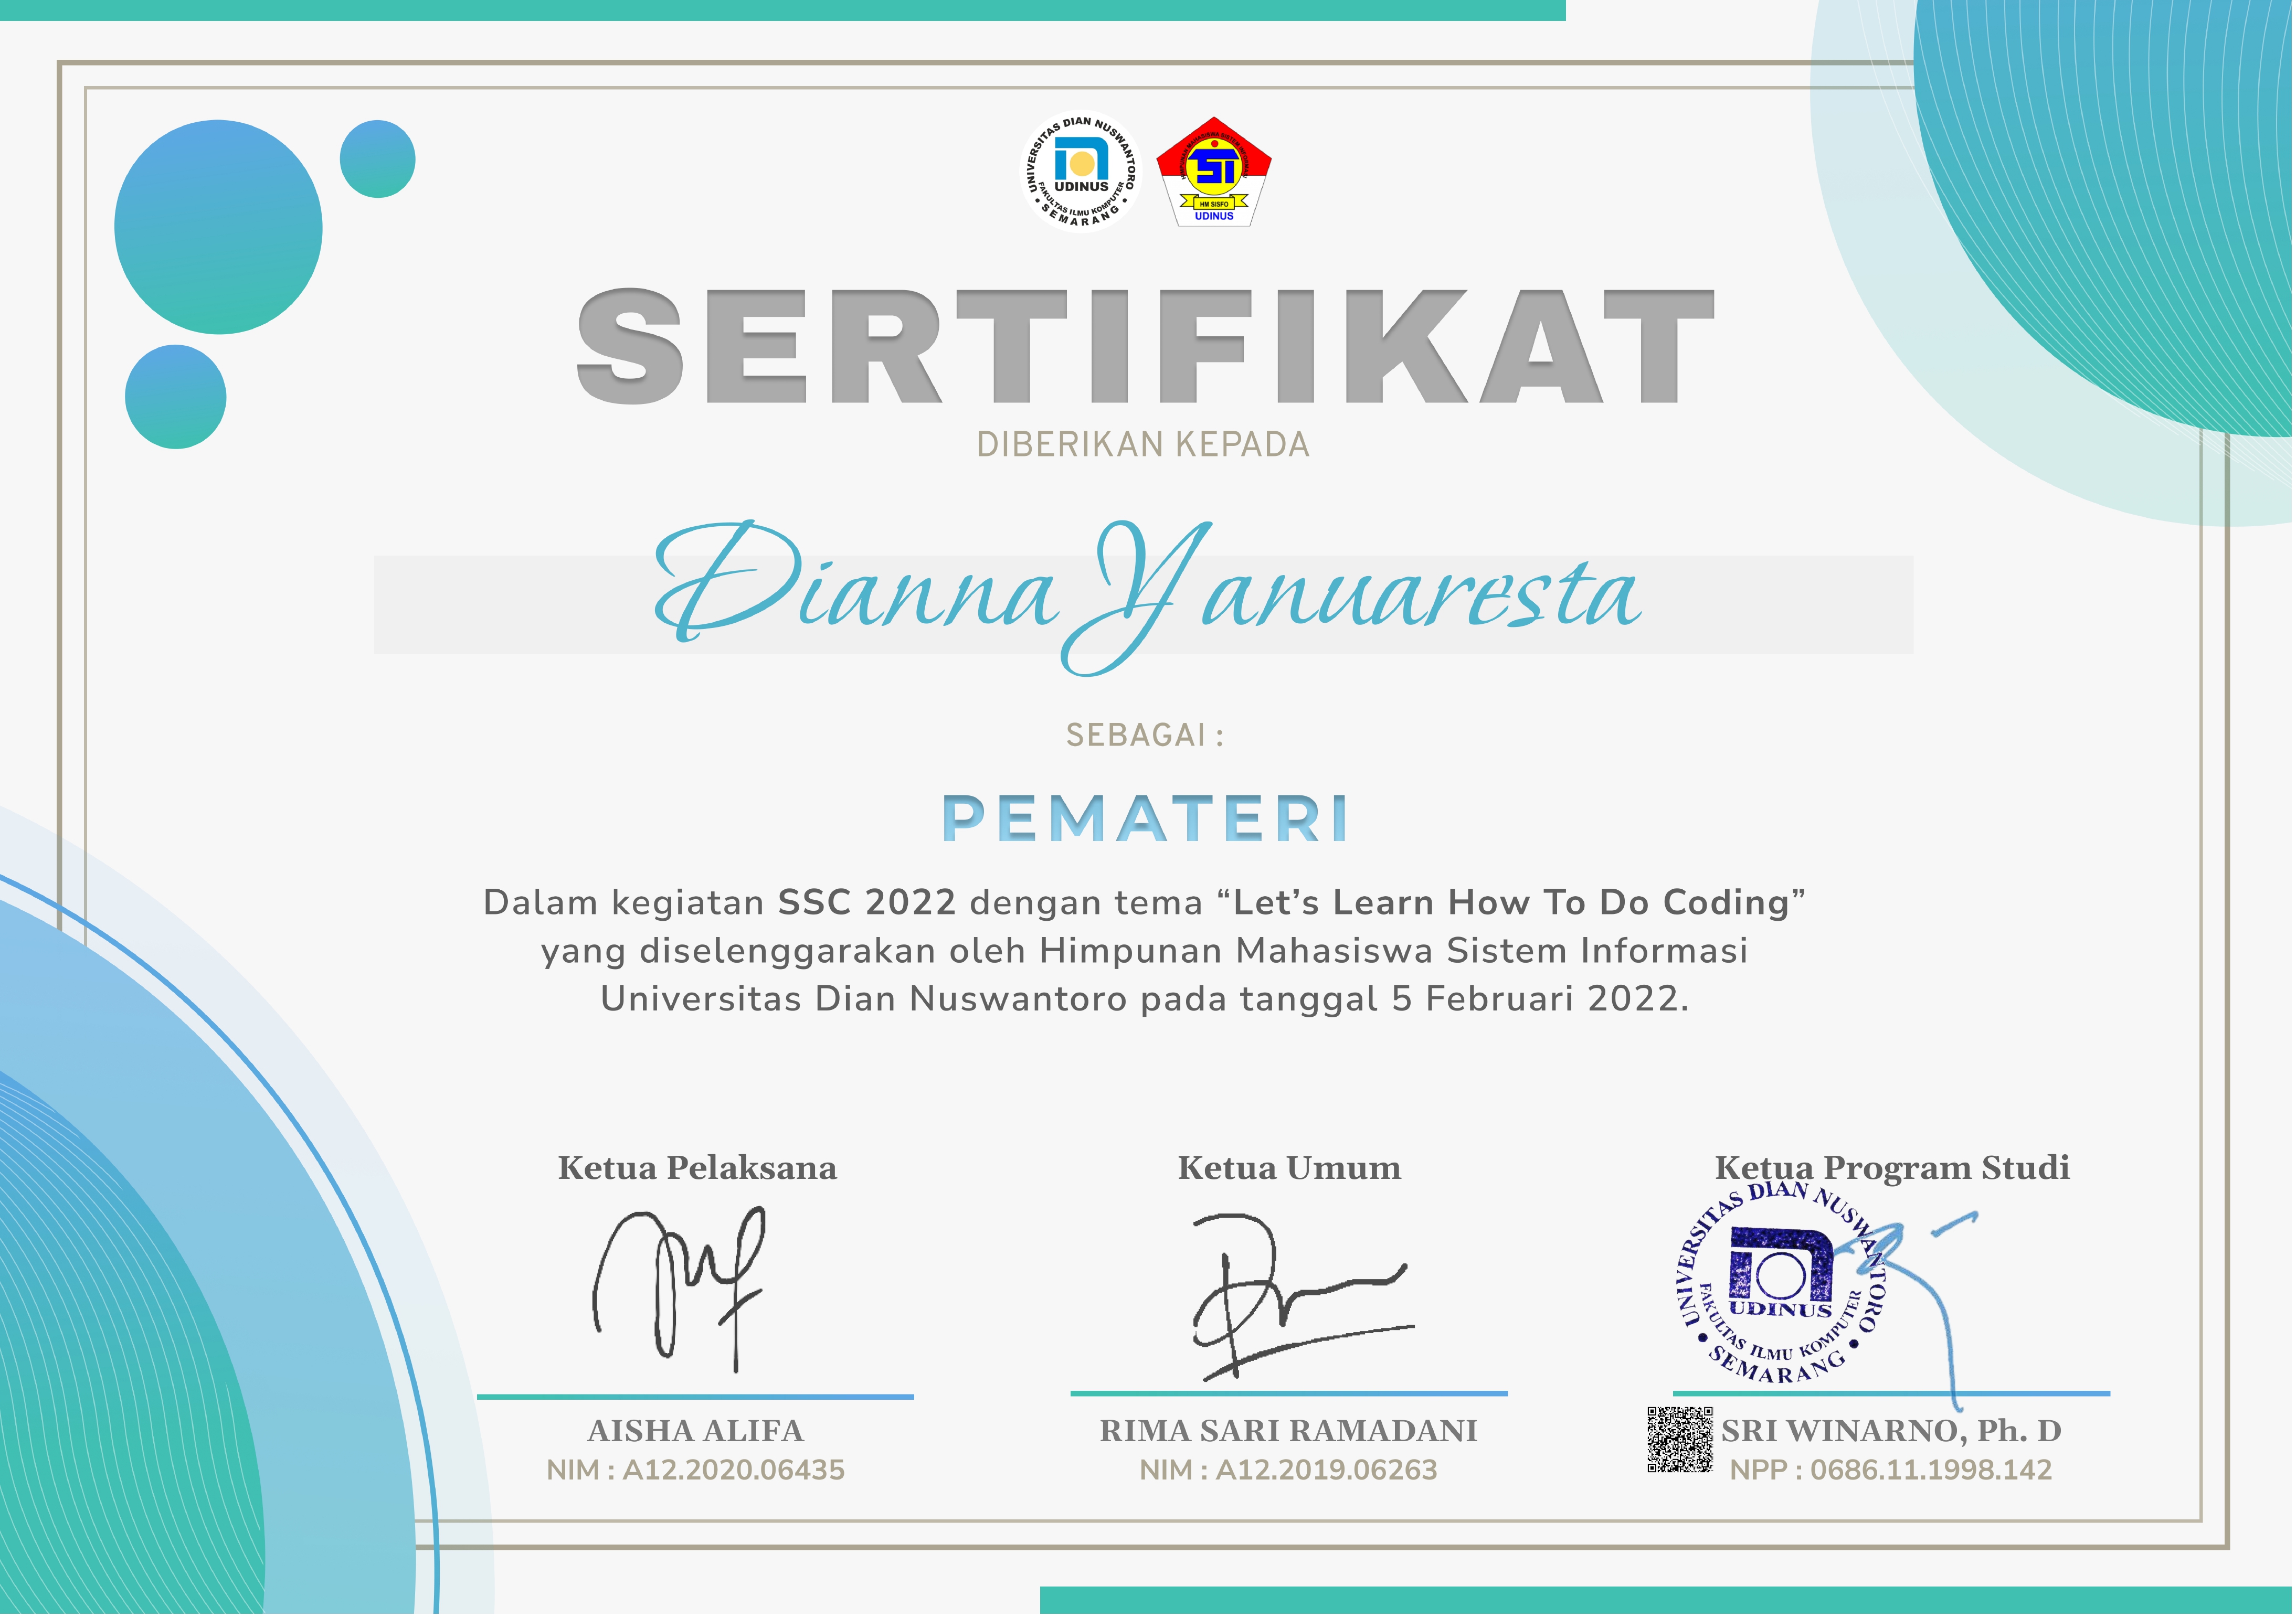 UNIVERSITAS DIAN NUSWANTORO
UDINUS
FAKULTAS ILMU KOMPUTER
• SEMARANG •
HIMPUNAN MAHASISWA SISTEM INFORMASI
SI
HM SISFO
UDINUS
SERTIFIKAT
DIBERIKAN KEPADA
Dianna Yanuaresta
SEBAGAI :
PEMATERI
Dalam kegiatan SSC 2022 dengan tema “Let’s Learn How To Do Coding”
yang diselenggarakan oleh Himpunan Mahasiswa Sistem Informasi
Universitas Dian Nuswantoro pada tanggal 5 Februari 2022.
Ketua Pelaksana
AISHA ALIFA
NIM : A12.2020.06435
Ketua Umum
RIMA SARI RAMADANI
NIM : A12.2019.06263
Ketua Program Studi
UNIVERSITAS DIAN NUSWANTORO
UDINUS
FAKULTAS ILMU KOMPUTER
• SEMARANG •
SRI WINARNO, Ph. D
NPP : 0686.11.1998.142